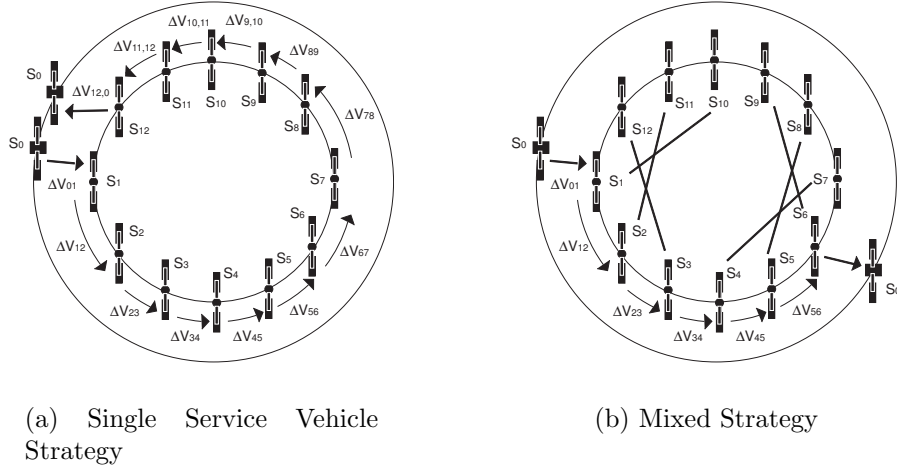 ΔV10,11
ΔV9,10
ΔV11,12
ΔV89
S0
ΔV12,0
S11
S10
S9
S12
S8
ΔV78
S0
ΔV01
S1
S7
S2
S6
ΔV12
S3
S4
S5
ΔV67
ΔV23
ΔV56
ΔV34
ΔV45
(a) Single Service Vehicle
Strategy
S11
S10
S9
S12
S8
S0
ΔV01
S1
S7
S2
S6
ΔV12
S3
S4
S5
S0
ΔV23
ΔV56
ΔV34
ΔV45
(b) Mixed Strategy